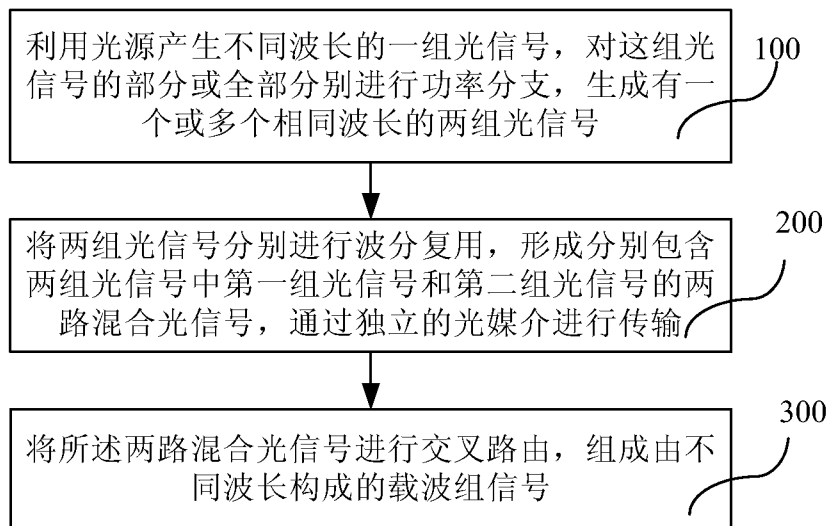 利用光源产生不同波长的一组光信号，对这组光
信号的部分或全部分别进行功率分支，生成有一
个或多个相同波长的两组光信号
100
将两组光信号分别进行波分复用，形成分别包含
两组光信号中第一组光信号和第二组光信号的两
路混合光信号，通过独立的光媒介进行传输
200
将所述两路混合光信号进行交叉路由，组成由不
同波长构成的载波组信号
300